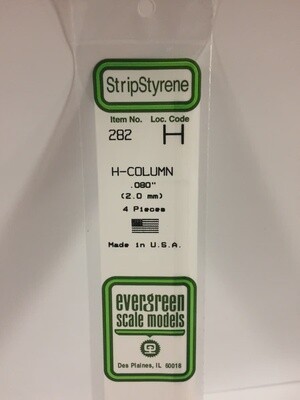 StripStyrene
Item No. Loc. Code
282 H
H-COLUMN
.080"
(2.0 mm)
4 Pieces
Made in U.S.A.
evergreen
scale models
Des Plaines, IL 60018